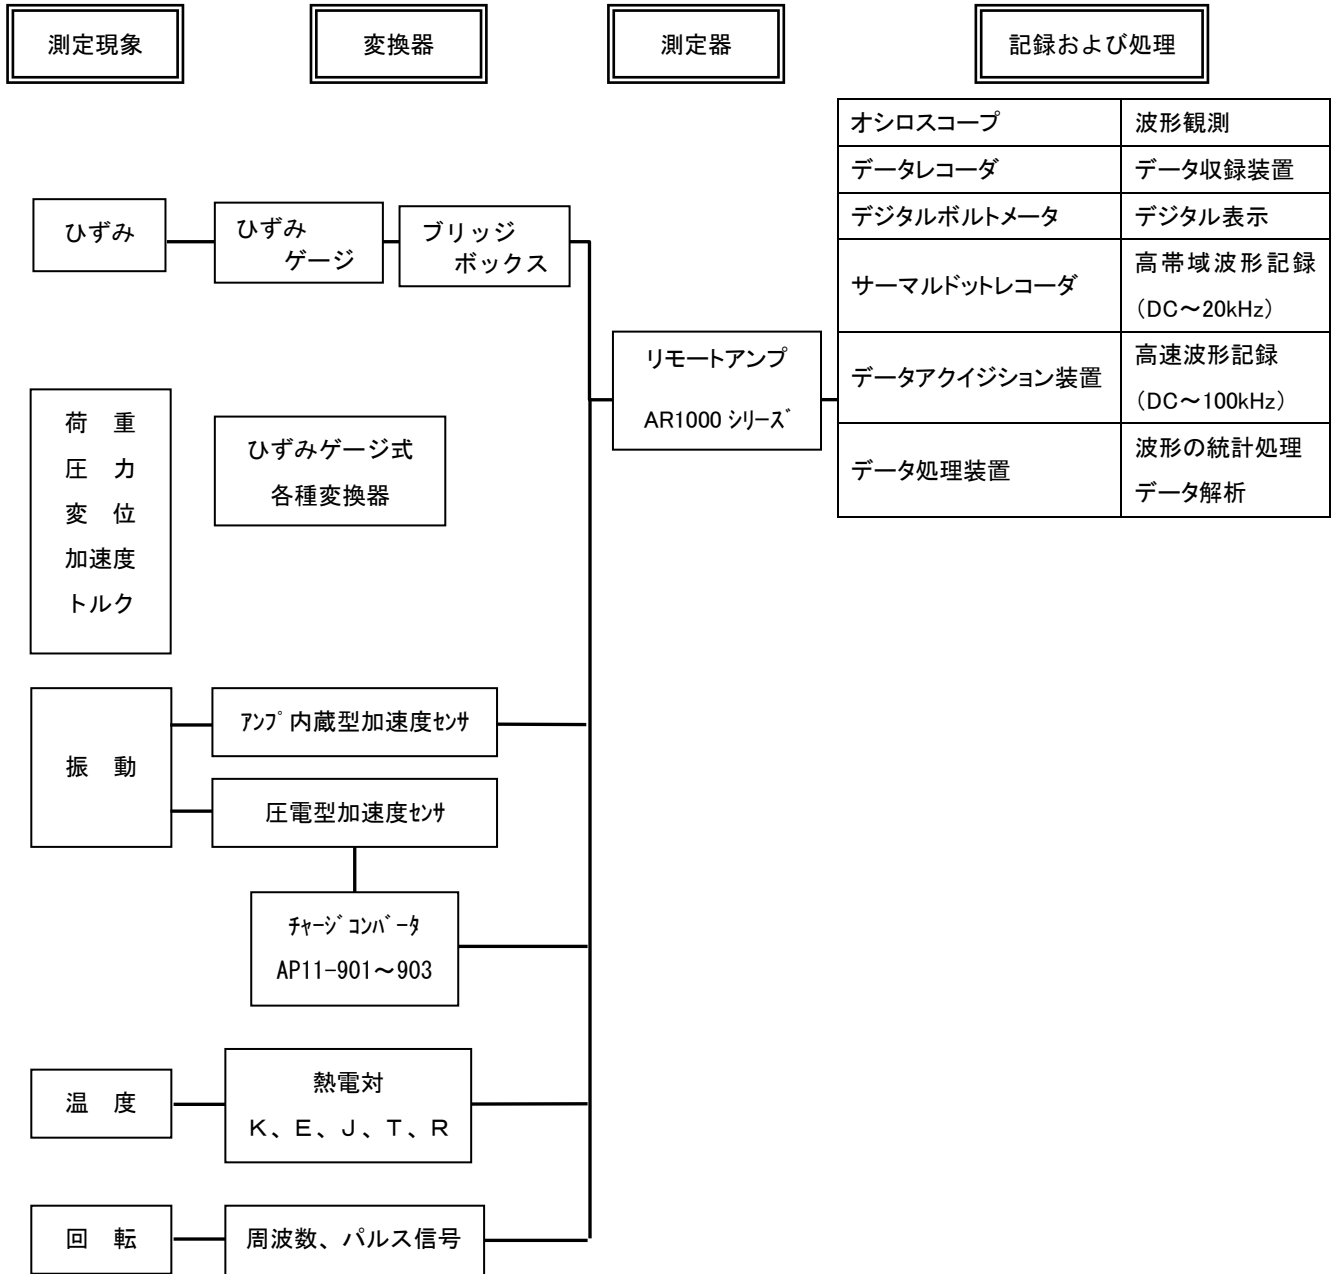 測定現象
変換器
測定器
記録および処理
オシロスコープ 波形観測
データレコーダ データ収録装置
デジタルボルトメータ デジタル表示
サーマルドットレコーダ 高帯域波形記録
(DC～20kHz)
データアクイジション装置 高速波形記録
(DC～100kHz)
データ処理装置 波形の統計処理
データ解析
ひずみ
ひずみ
ゲージ
ブリッジ
ボックス
リモートアンプ
AR1000 ｼﾘｰｽﾞ
荷 重
圧 力
変 位
加速度
トルク
ひずみゲージ式
各種変換器
振 動
ｱﾝﾌﾟ内蔵型加速度ｾﾝｻ
圧電型加速度ｾﾝｻ
ﾁｬｰｼﾞｺﾝﾊﾞｰﾀ
AP11-901～903
温 度
熱電対
Ｋ、Ｅ、Ｊ、Ｔ、Ｒ
回 転
周波数、パルス信号